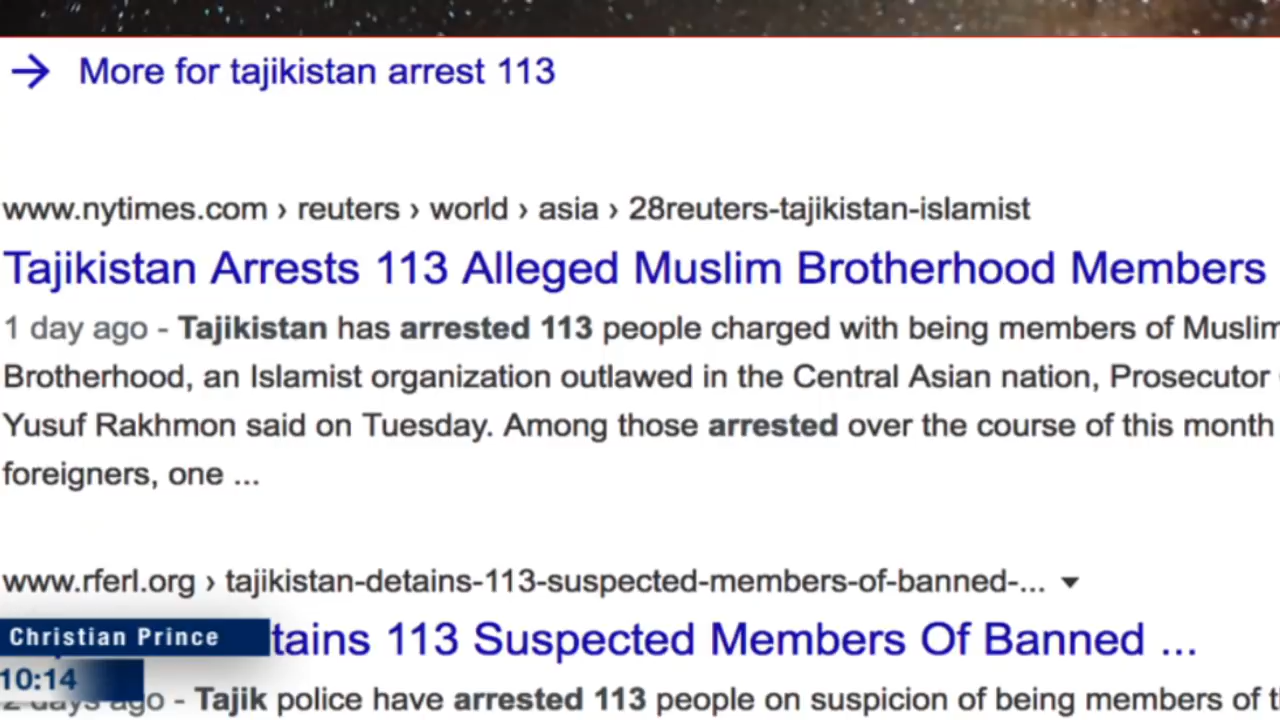 → More for tajikistan arrest 113
www.nytimes.com › reuters › world › asia › 28reuters-tajikistan-islamist
Tajikistan Arrests 113 Alleged Muslim Brotherhood Members
1 day ago - Tajikistan has arrested 113 people charged with being members of Muslim
Brotherhood, an Islamist organization outlawed in the Central Asian nation, Prosecutor
Yusuf Rakhmon said on Tuesday. Among those arrested over the course of this month
foreigners, one ...
www.rferl.org › tajikistan-detains-113-suspected-members-of-banned-...
tains 113 Suspected Members Of Banned ...
Christian Prince
10:14
2 days ago - Tajik police have arrested 113 people on suspicion of being members of